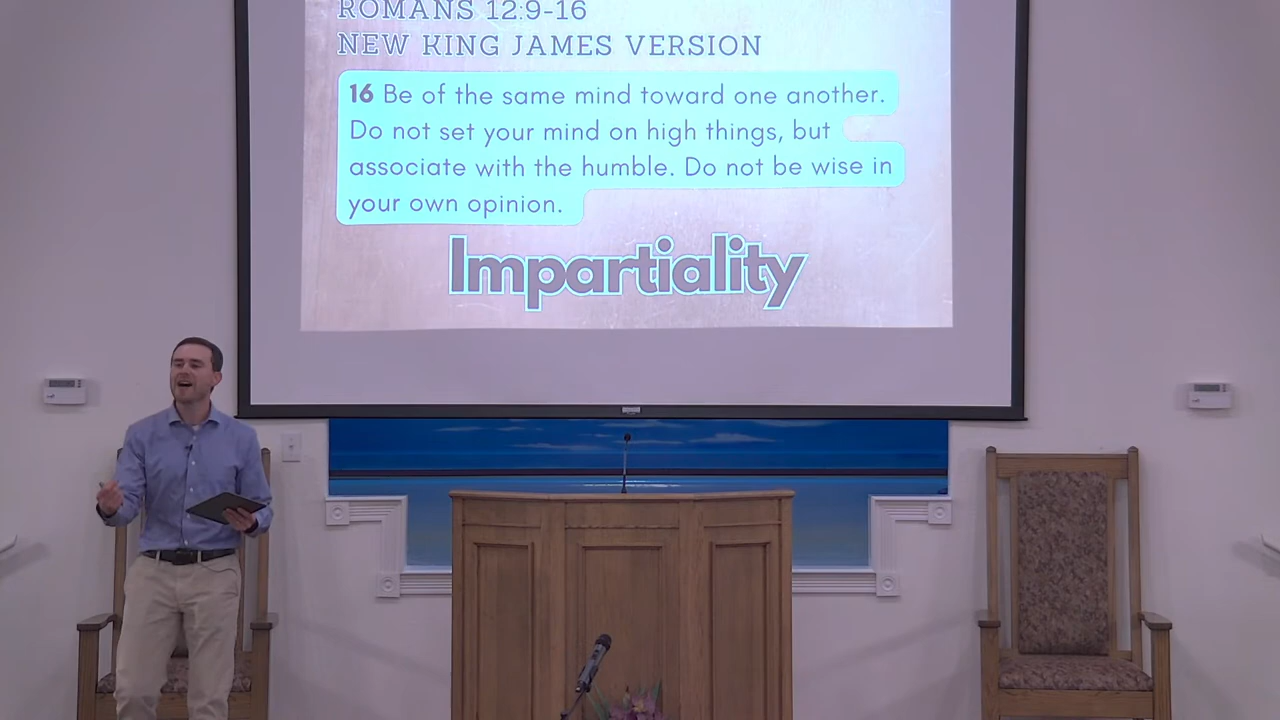 ROMANS 12:9-16
NEW KING JAMES VERSION
16 Be of the same mind toward one another.
Do not set your mind on high things, but
associate with the humble. Do not be wise in
your own opinion.
Impartiality